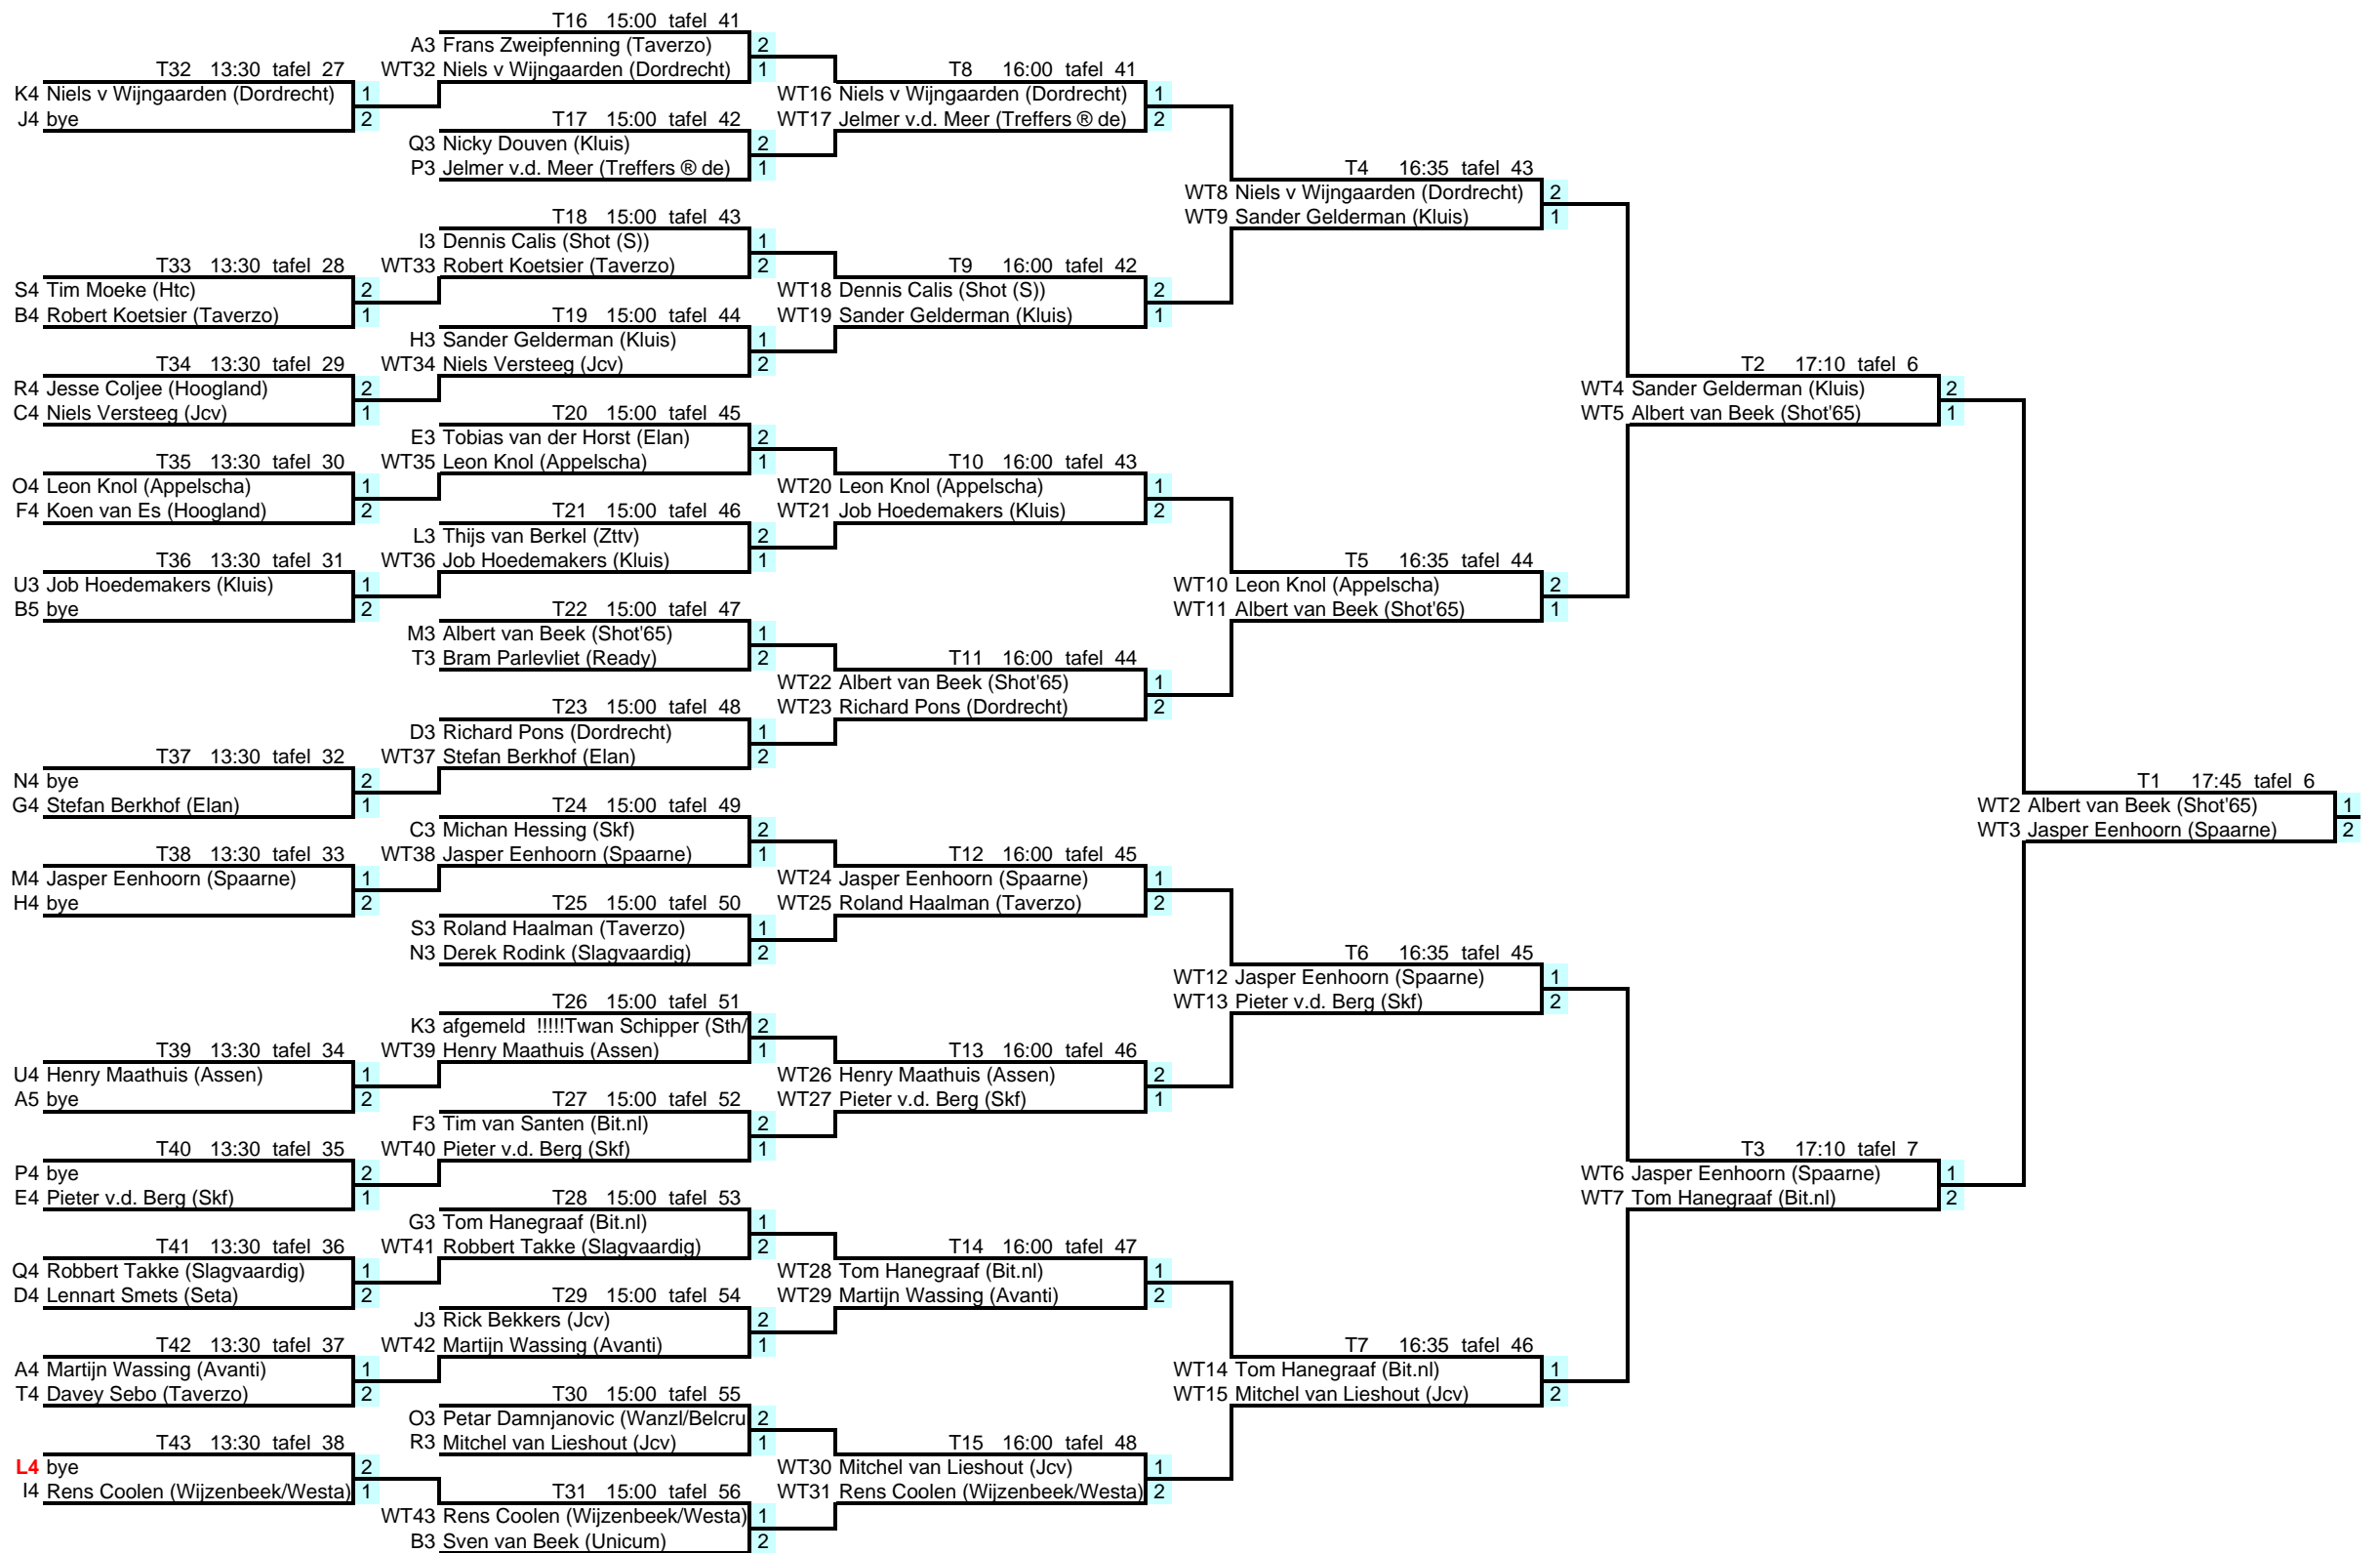 T32 13:30 tafel 27
K4 Niels v Wijngaarden (Dordrecht) 1
J4 bye 2
T33 13:30 tafel 28
S4 Tim Moeke (Htc) 2
B4 Robert Koetsier (Taverzo) 1
T34 13:30 tafel 29
R4 Jesse Coljee (Hoogland) 2
C4 Niels Versteeg (Jcv) 1
T35 13:30 tafel 30
O4 Leon Knol (Appelscha) 1
F4 Koen van Es (Hoogland) 2
T36 13:30 tafel 31
U3 Job Hoedemakers (Kluis) 1
B5 bye 2
T37 13:30 tafel 32
N4 bye 2
G4 Stefan Berkhof (Elan) 1
T38 13:30 tafel 33
M4 Jasper Eenhoorn (Spaarne) 1
H4 bye 2
T39 13:30 tafel 34
U4 Henry Maathuis (Assen) 1
A5 bye 2
T40 13:30 tafel 35
P4 bye 2
E4 Pieter v.d. Berg (Skf) 1
T41 13:30 tafel 36
Q4 Robbert Takke (Slagvaardig) 1
D4 Lennart Smets (Seta) 2
T42 13:30 tafel 37
A4 Martijn Wassing (Avanti) 1
T4 Davey Sebo (Taverzo) 2
T43 13:30 tafel 38
L4 bye 2
I4 Rens Coolen (Wijzenbeek/Westa) 1
T16 15:00 tafel 41
A3 Frans Zweipfenning (Taverzo) 2
WT32 Niels v Wijngaarden (Dordrecht) 1
T17 15:00 tafel 42
Q3 Nicky Douven (Kluis) 2
P3 Jelmer v.d. Meer (Treffers ® de) 1
T18 15:00 tafel 43
I3 Dennis Calis (Shot (S)) 1
WT33 Robert Koetsier (Taverzo) 2
T19 15:00 tafel 44
H3 Sander Gelderman (Kluis) 1
WT34 Niels Versteeg (Jcv) 2
T20 15:00 tafel 45
E3 Tobias van der Horst (Elan) 2
WT35 Leon Knol (Appelscha) 1
T21 15:00 tafel 46
L3 Thijs van Berkel (Zttv) 2
WT36 Job Hoedemakers (Kluis) 1
T22 15:00 tafel 47
M3 Albert van Beek (Shot'65) 1
T3 Bram Parlevliet (Ready) 2
T23 15:00 tafel 48
D3 Richard Pons (Dordrecht) 1
WT37 Stefan Berkhof (Elan) 2
T24 15:00 tafel 49
C3 Michan Hessing (Skf) 2
WT38 Jasper Eenhoorn (Spaarne) 1
T25 15:00 tafel 50
S3 Roland Haalman (Taverzo) 1
N3 Derek Rodink (Slagvaardig) 2
T26 15:00 tafel 51
K3 afgemeld !!!!!Twan Schipper (Sth/ 2
WT39 Henry Maathuis (Assen) 1
T27 15:00 tafel 52
F3 Tim van Santen (Bit.nl) 2
WT40 Pieter v.d. Berg (Skf) 1
T28 15:00 tafel 53
G3 Tom Hanegraaf (Bit.nl) 1
WT41 Robbert Takke (Slagvaardig) 2
T29 15:00 tafel 54
J3 Rick Bekkers (Jcv) 2
WT42 Martijn Wassing (Avanti) 1
T30 15:00 tafel 55
O3 Petar Damnjanovic (Wanzl/Belcru 2
R3 Mitchel van Lieshout (Jcv) 1
T31 15:00 tafel 56
WT43 Rens Coolen (Wijzenbeek/Westa) 1
B3 Sven van Beek (Unicum) 2
T8 16:00 tafel 41
WT16 Niels v Wijngaarden (Dordrecht) 1
WT17 Jelmer v.d. Meer (Treffers ® de) 2
T9 16:00 tafel 42
WT18 Dennis Calis (Shot (S)) 2
WT19 Sander Gelderman (Kluis) 1
T10 16:00 tafel 43
WT20 Leon Knol (Appelscha) 1
WT21 Job Hoedemakers (Kluis) 2
T11 16:00 tafel 44
WT22 Albert van Beek (Shot'65) 1
WT23 Richard Pons (Dordrecht) 2
T12 16:00 tafel 45
WT24 Jasper Eenhoorn (Spaarne) 1
WT25 Roland Haalman (Taverzo) 2
T13 16:00 tafel 46
WT26 Henry Maathuis (Assen) 2
WT27 Pieter v.d. Berg (Skf) 1
T14 16:00 tafel 47
WT28 Tom Hanegraaf (Bit.nl) 1
WT29 Martijn Wassing (Avanti) 2
T15 16:00 tafel 48
WT30 Mitchel van Lieshout (Jcv) 1
WT31 Rens Coolen (Wijzenbeek/Westa) 2
T4 16:35 tafel 43
WT8 Niels v Wijngaarden (Dordrecht) 2
WT9 Sander Gelderman (Kluis) 1
T5 16:35 tafel 44
WT10 Leon Knol (Appelscha) 2
WT11 Albert van Beek (Shot'65) 1
T6 16:35 tafel 45
WT12 Jasper Eenhoorn (Spaarne) 1
WT13 Pieter v.d. Berg (Skf) 2
T7 16:35 tafel 46
WT14 Tom Hanegraaf (Bit.nl) 1
WT15 Mitchel van Lieshout (Jcv) 2
T2 17:10 tafel 6
WT4 Sander Gelderman (Kluis) 2
WT5 Albert van Beek (Shot'65) 1
T3 17:10 tafel 7
WT6 Jasper Eenhoorn (Spaarne) 1
WT7 Tom Hanegraaf (Bit.nl) 2
T1 17:45 tafel 6
WT2 Albert van Beek (Shot'65) 1
WT3 Jasper Eenhoorn (Spaarne) 2